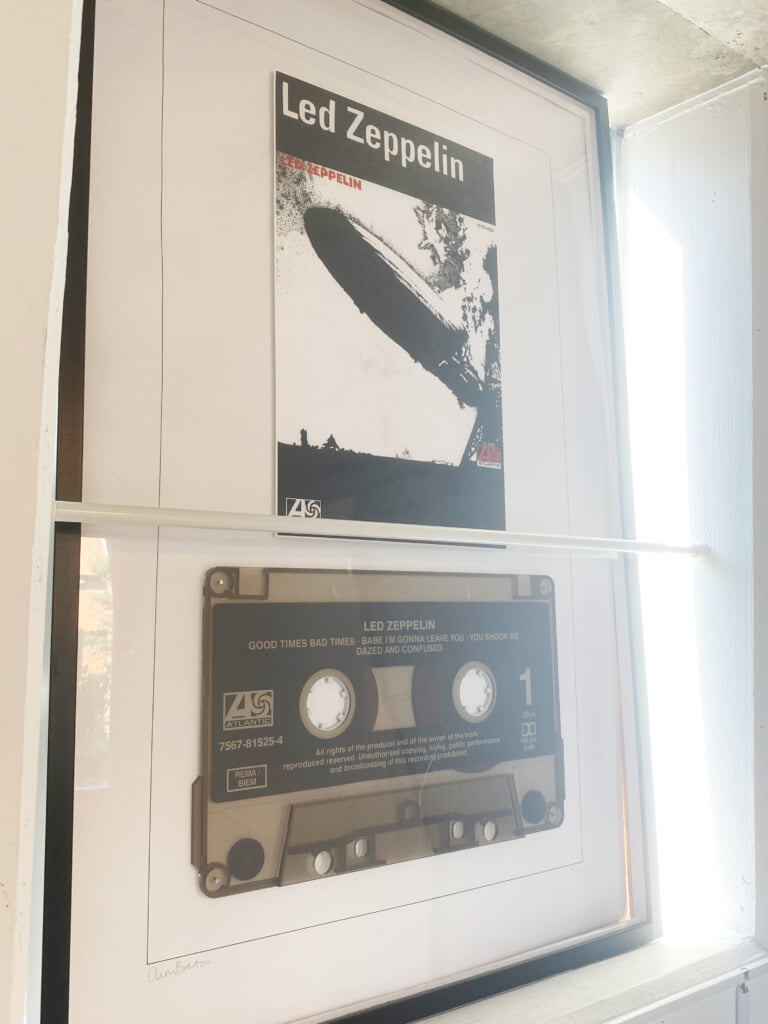 Led Zeppelin
LED ZEPPELIN
STEREO
ATLANTIC
LED ZEPPELIN
GOOD TIMES BAD TIMES · BABE I'M GONNA LEAVE YOU · YOU SHOOK ME
DAZED AND CONFUSED
1
ATLANTIC
7567-81525-4
All rights of the producer and of the owner of the work
reproduced reserved. Unauthorised copying, hiring, public performance
and broadcasting of this recording prohibited.
REMA /
BIEM